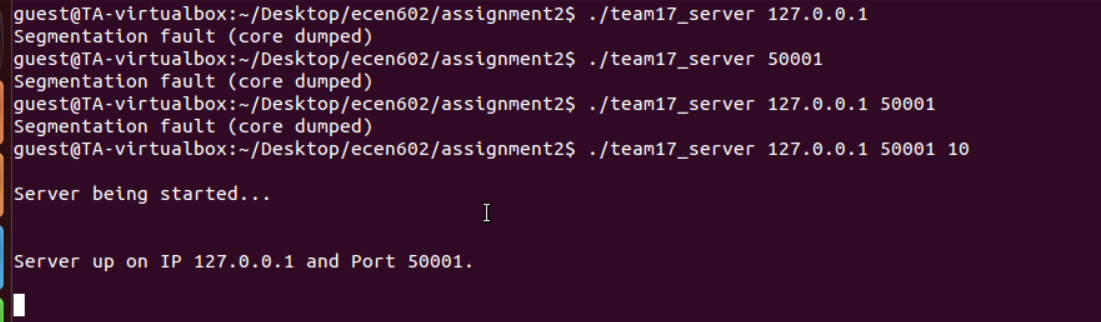 guest@TA-virtualbox:~/Desktop/ecen602/assignment2$ ./team17_server 127.0.0.1
Segmentation fault (core dumped)
guest@TA-virtualbox:~/Desktop/ecen602/assignment2$ ./team17_server 50001
Segmentation fault (core dumped)
guest@TA-virtualbox:~/Desktop/ecen602/assignment2$ ./team17_server 127.0.0.1 50001
Segmentation fault (core dumped)
guest@TA-virtualbox:~/Desktop/ecen602/assignment2$ ./team17_server 127.0.0.1 50001 10
Server being started...
Server up on IP 127.0.0.1 and Port 50001.